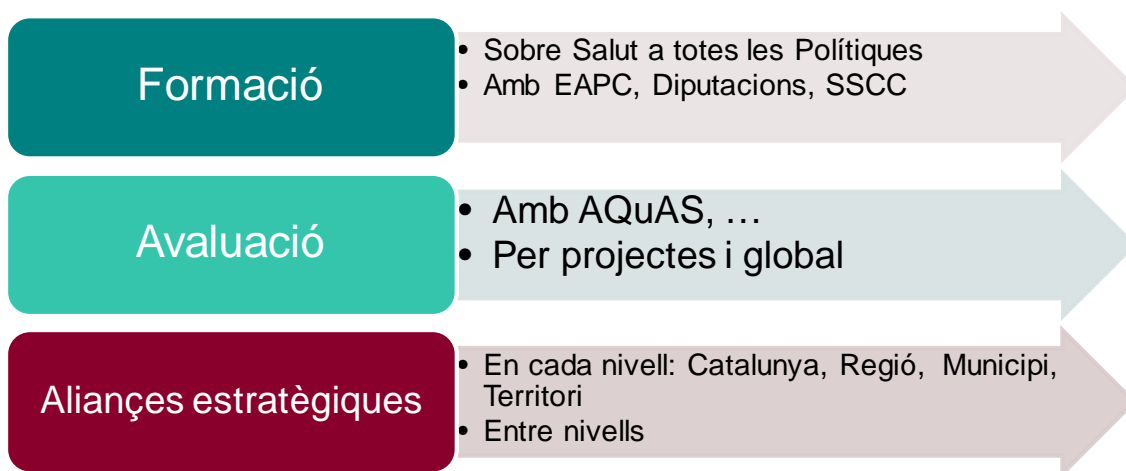 Formació
• Sobre Salut a totes les Polítiques
• Amb EAPC, Diputacions, SSCC
Avaluació
• Amb AQuAS, …
• Per projectes i global
Aliançes estratègiques
• En cada nivell: Catalunya, Regió, Municipi,
Territori
• Entre nivells